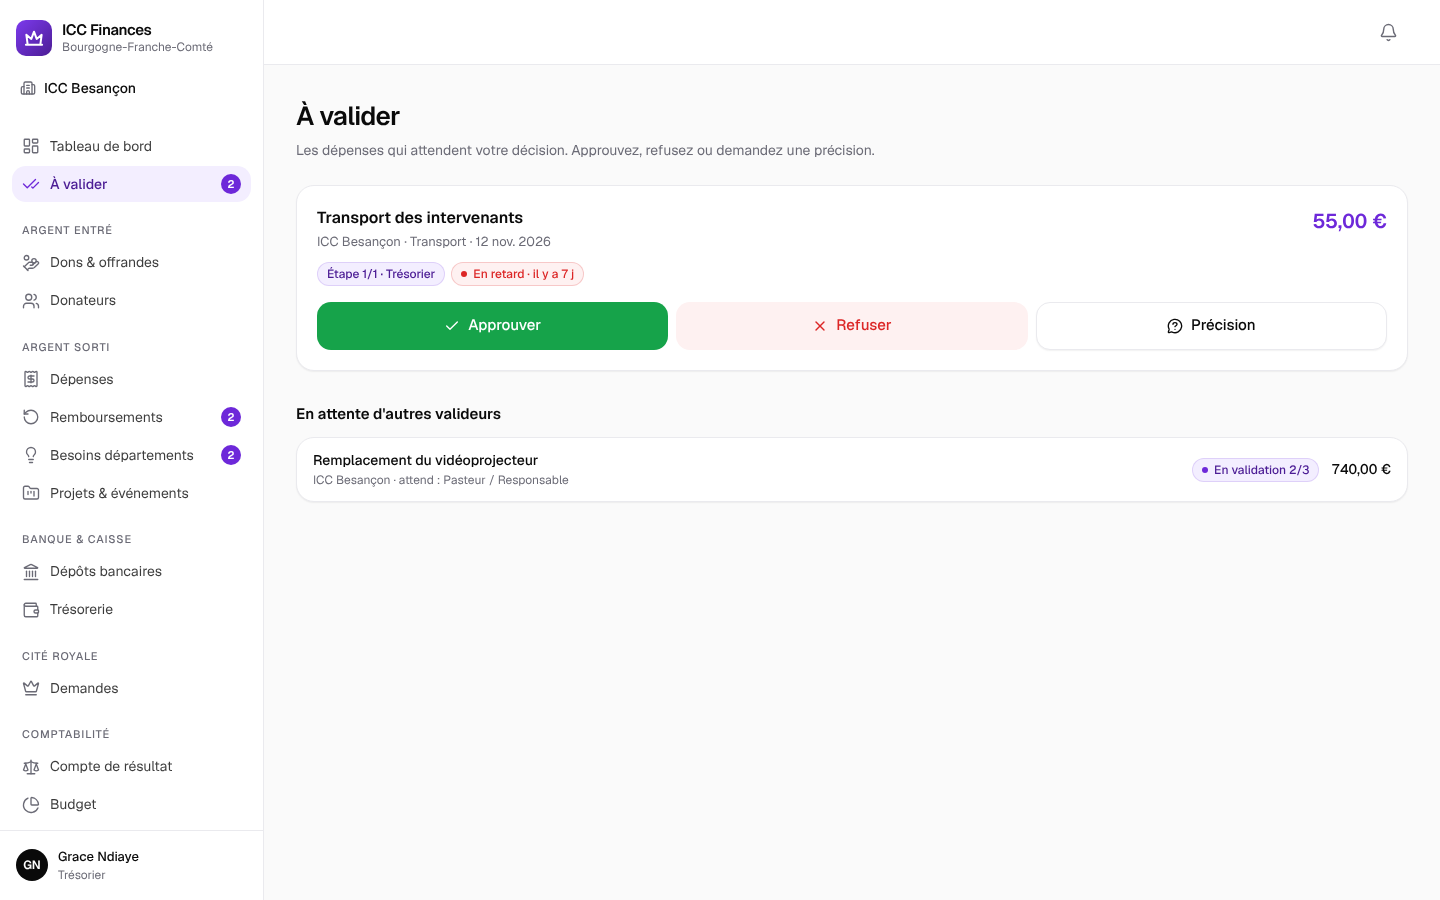 ICC Finances
Bourgogne-Franche-Comté
ICC Besançon
Tableau de bord
À valider 2
ARGENT ENTRÉ
Dons & offrandes
Donateurs
ARGENT SORTI
Dépenses
Remboursements 2
Besoins départements 2
Projets & événements
BANQUE & CAISSE
Dépôts bancaires
Trésorerie
CITÉ ROYALE
Demandes
COMPTABILITÉ
Compte de résultat
Budget
GN
Grace Ndiaye
Trésorier
À valider
Les dépenses qui attendent votre décision. Approuvez, refusez ou demandez une précision.
Transport des intervenants
55,00 €
ICC Besançon · Transport · 12 nov. 2026
Étape 1/1 · Trésorier
En retard · il y a 7 j
Approuver
Refuser
Précision
En attente d'autres valideurs
Remplacement du vidéoprojecteur
ICC Besançon · attend : Pasteur / Responsable
En validation 2/3
740,00 €